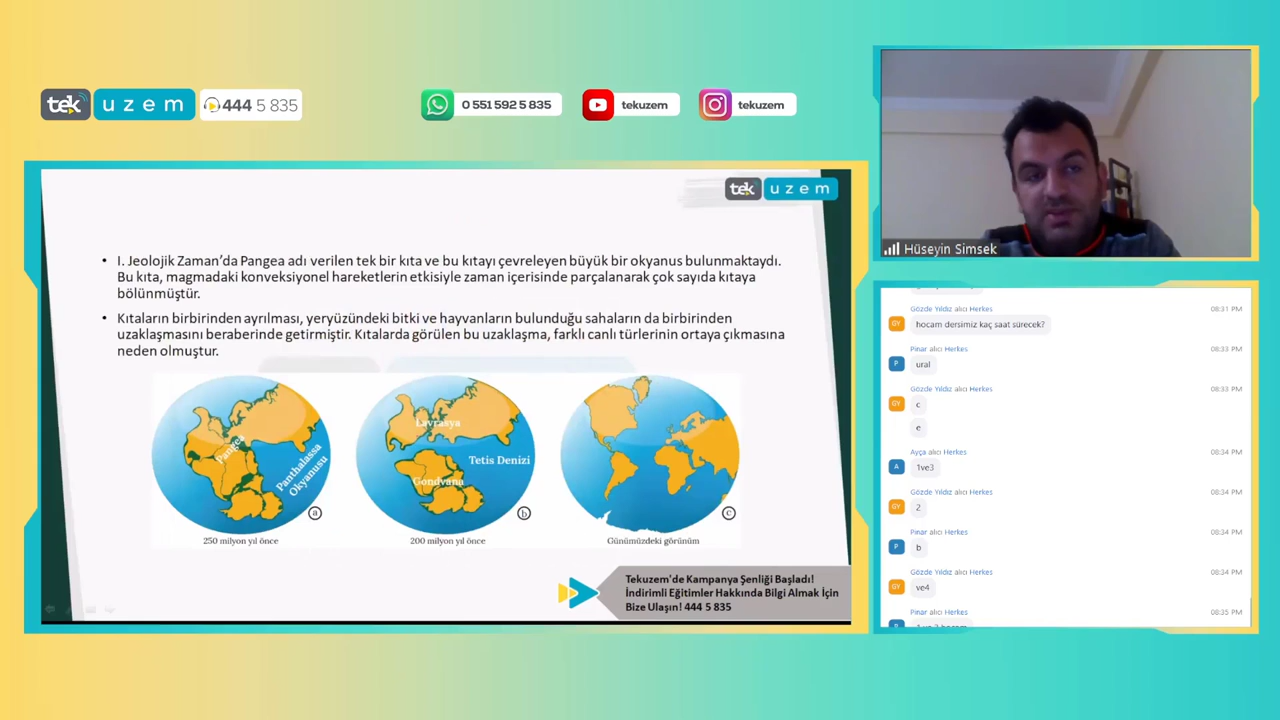 tek uzem 444 5 835
0 551 592 5 835
tekuzem
tekuzem
tek uzem
• I. Jeolojik Zaman'da Pangea adı verilen tek bir kıta ve bu kıtayı çevreleyen büyük bir okyanus bulunmaktaydı.
Bu kıta, magmadaki konveksiyonel hareketlerin etkisiyle zaman içerisinde parçalanarak çok sayıda kıtaya
bölünmüştür.
• Kıtaların birbirinden ayrılması, yeryüzündeki bitki ve hayvanların bulunduğu sahaların da birbirinden
uzaklaşmasını beraberinde getirmiştir. Kıtalarda görülen bu uzaklaşma, farklı canlı türlerinin ortaya çıkmasına
neden olmuştur.
Pangea
Panthalassa
Okyanusu
a
250 milyon yıl önce
Lavrasya
Tetis Denizi
Gondvana
b
200 milyon yıl önce
c
Günümüzdeki görünüm
Tekuzem'de Kampanya Şenliği Başladı!
İndirimli Eğitimler Hakkında Bilgi Almak İçin
Bize Ulaşın! 444 5 835
Hüseyin Simsek
Gözde Yıldız alıcı Herkes 08:31 PM
GY hocam dersimiz kaç saat sürecek?
Pinar alıcı Herkes 08:33 PM
P ural
Gözde Yıldız alıcı Herkes 08:33 PM
GY c
e
Ayça alıcı Herkes 08:34 PM
A 1ve3
Gözde Yıldız alıcı Herkes 08:34 PM
GY 2
Pinar alıcı Herkes 08:34 PM
P b
Gözde Yıldız alıcı Herkes 08:34 PM
GY ve4
Pinar alıcı Herkes 08:35 PM